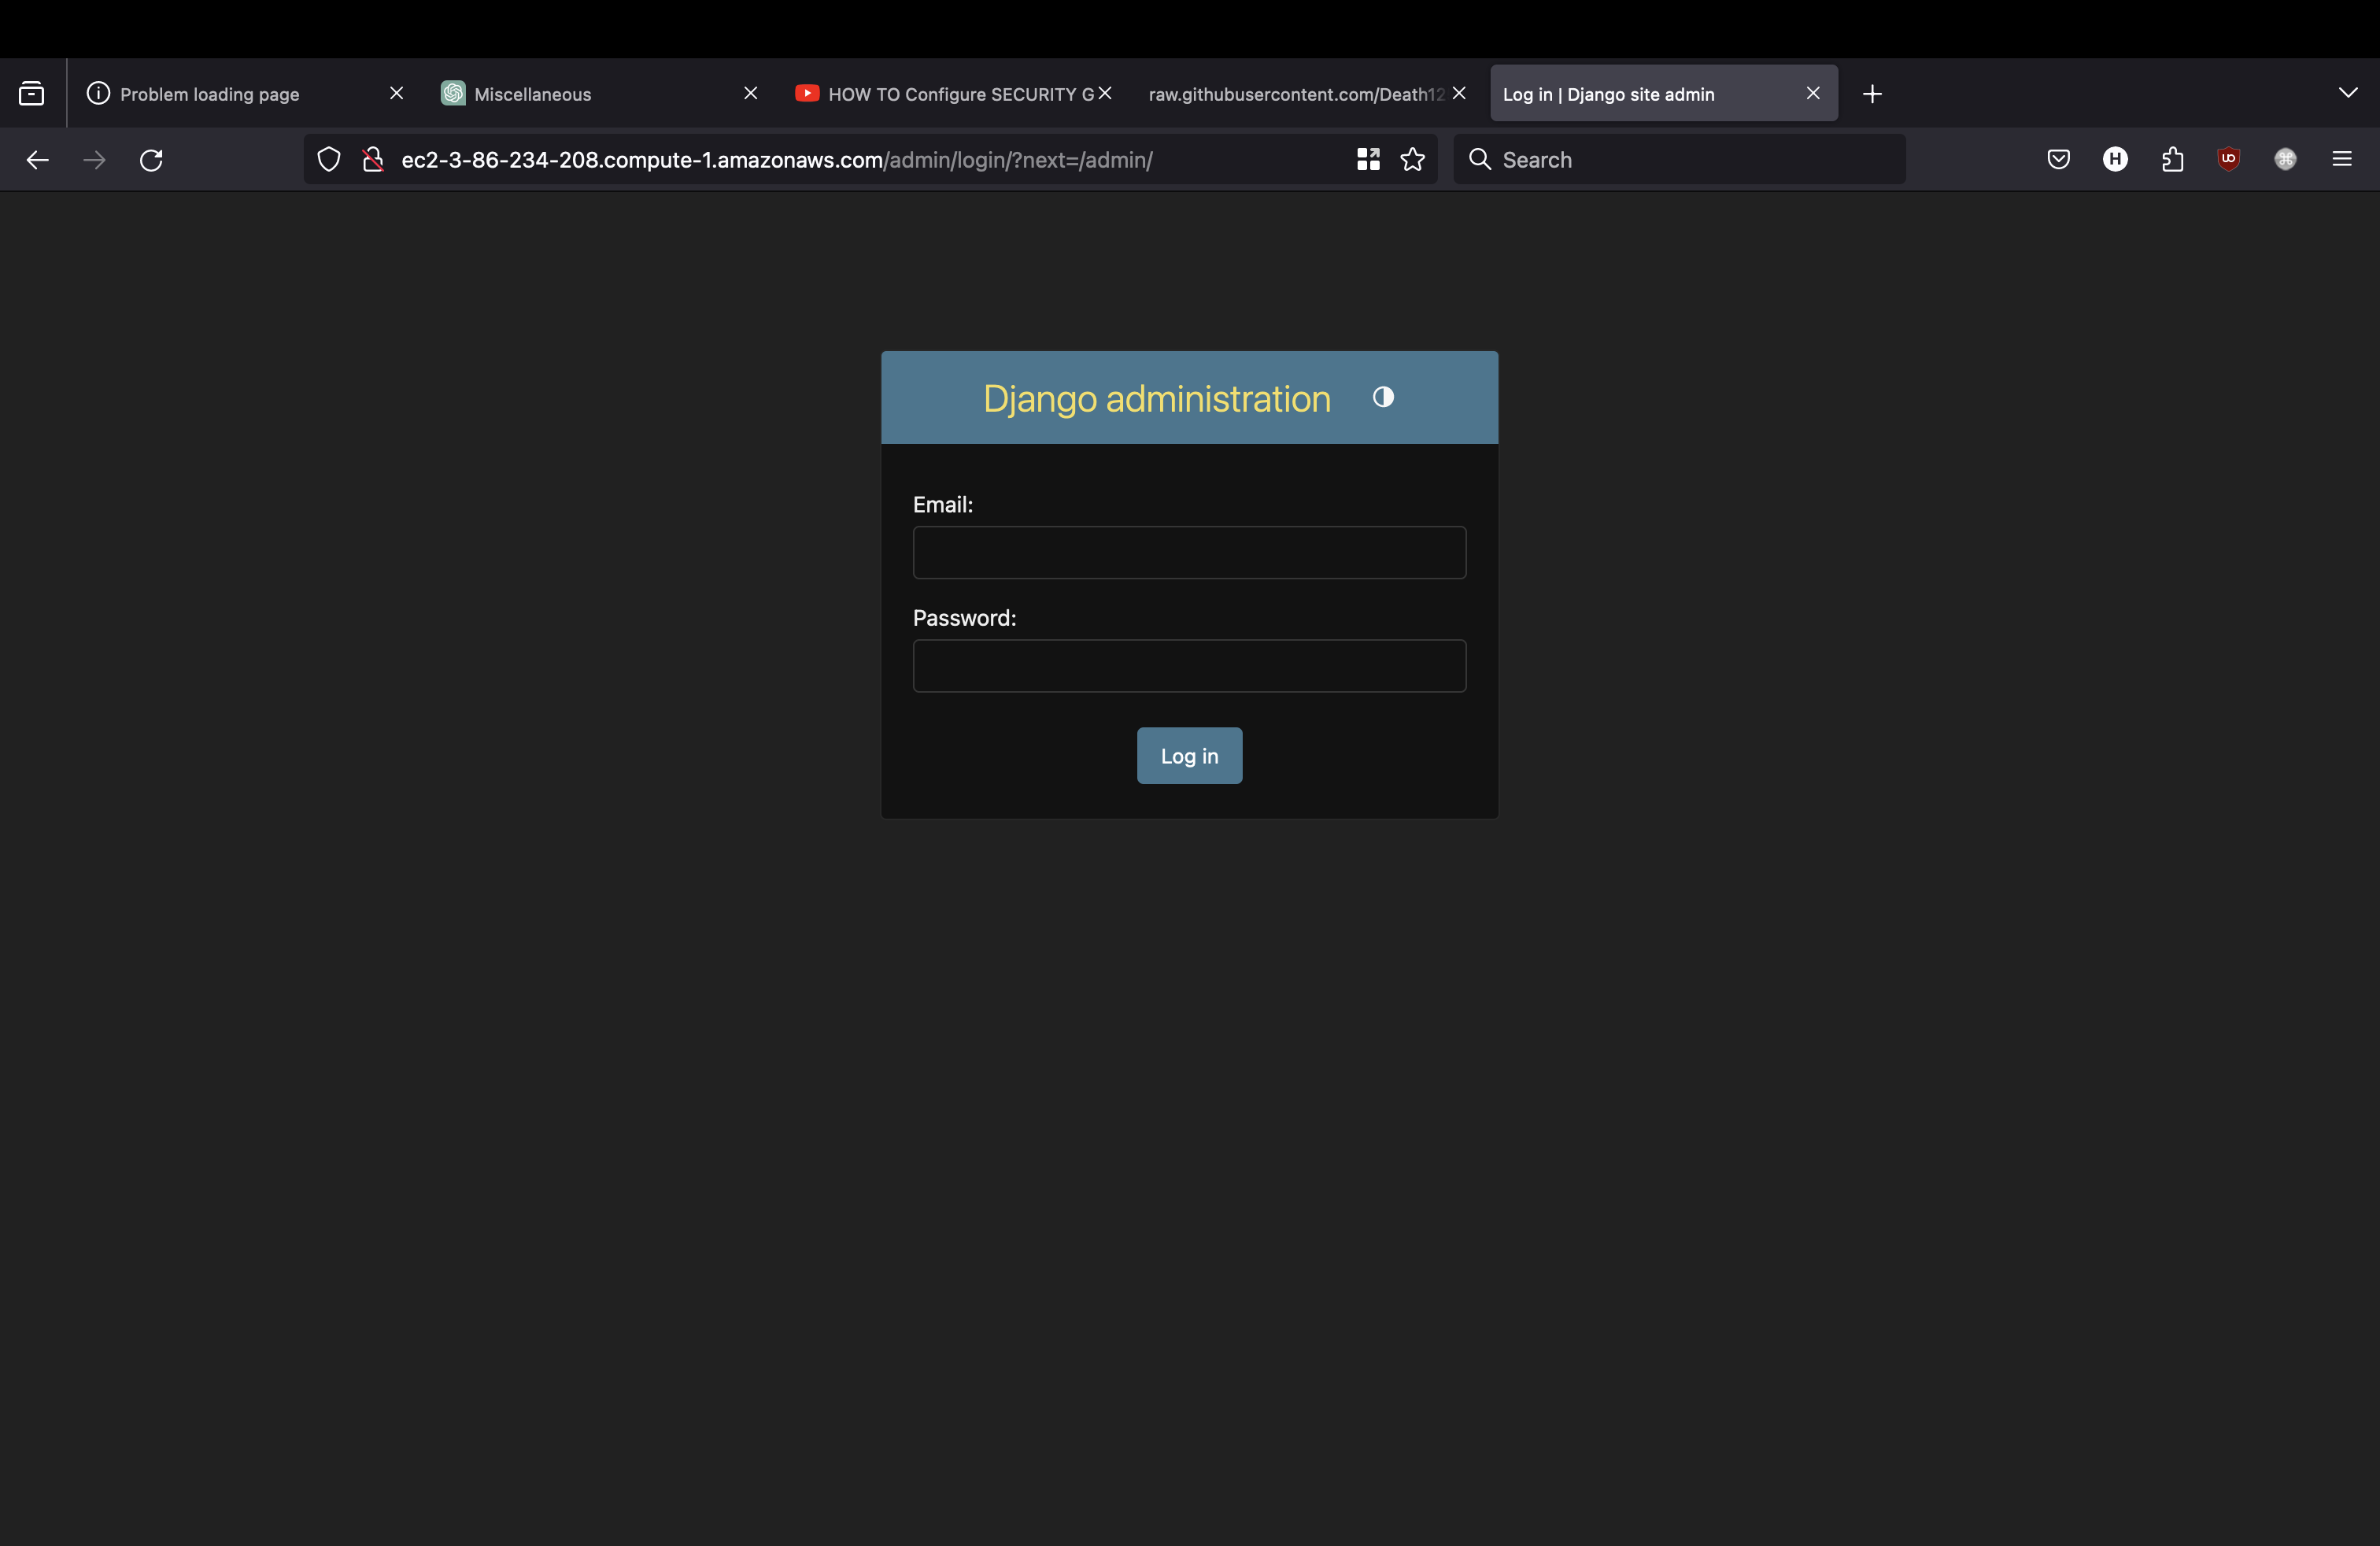 Problem loading page
Miscellaneous
HOW TO Configure SECURITY G
raw.githubusercontent.com/Death12
Log in | Django site admin
ec2-3-86-234-208.compute-1.amazonaws.com/admin/login/?next=/admin/
Search
H
UO
Django administration
Email:
Password:
Log in